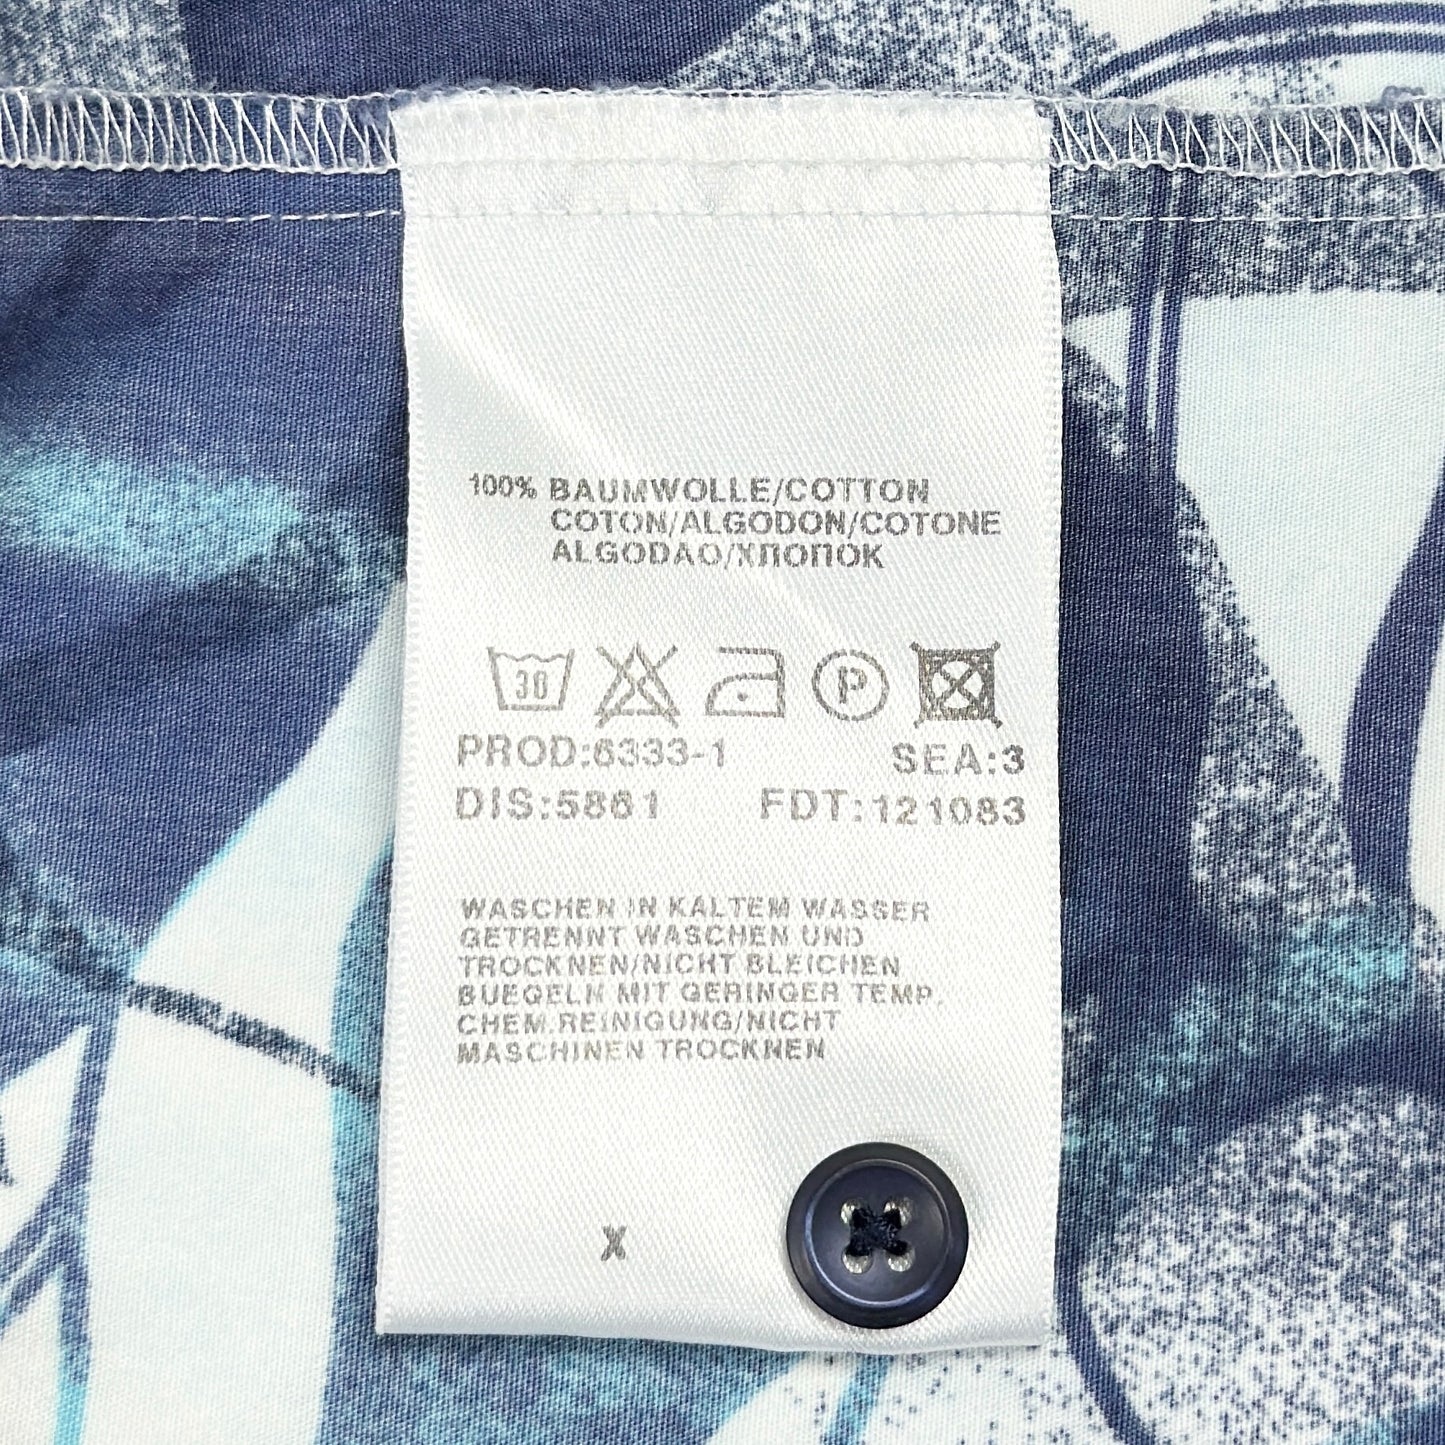 100% BAUMWOLLE/COTTON
COTON/ALGODON/COTONE
ALGODAO/ХЛОПОК
30 P
PROD:6333-1 SEA:3
DIS:5861 FDT:121083
WASCHEN IN KALTEM WASSER
GETRENNT WASCHEN UND
TROCKNEN/NICHT BLEICHEN
BUEGELN MIT GERINGER TEMP.
CHEM.REINIGUNG/NICHT
MASCHINEN TROCKNEN
X